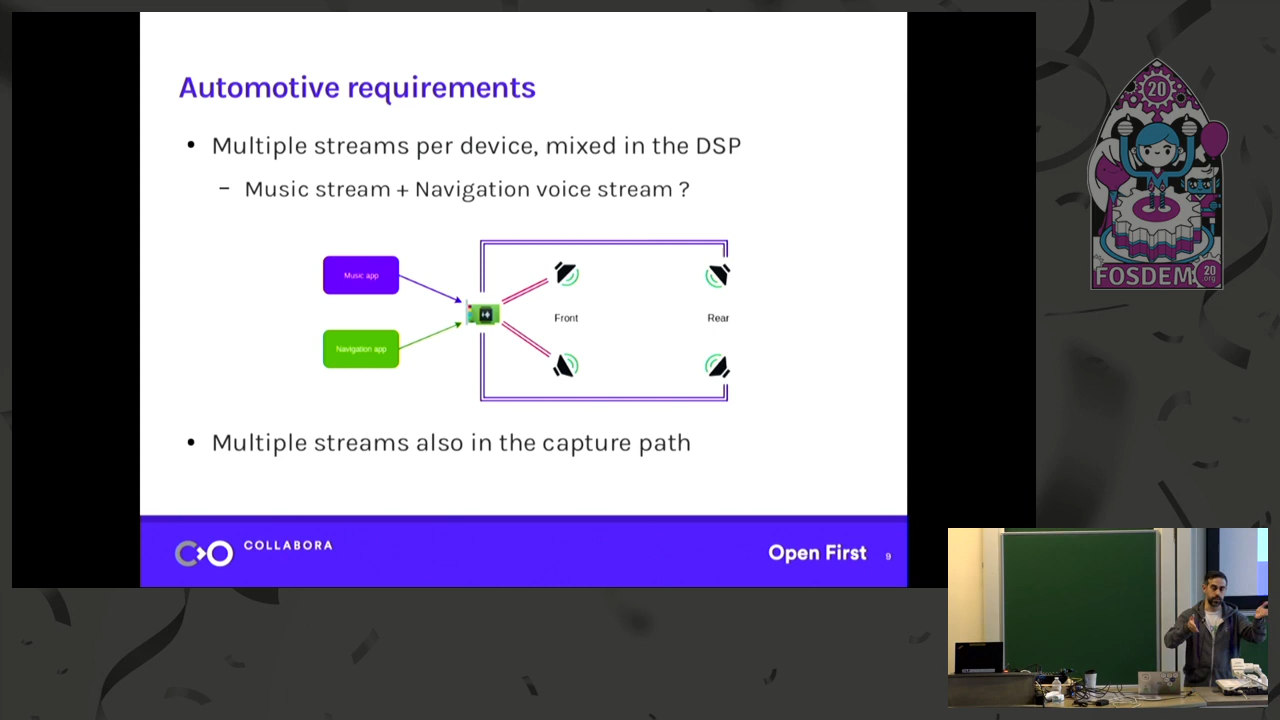 Automotive requirements
• Multiple streams per device, mixed in the DSP
– Music stream + Navigation voice stream ?
Music app
Navigation app
Front
Rear
• Multiple streams also in the capture path
COLLABORA
Open First
9
20
FOSDEM
20
org